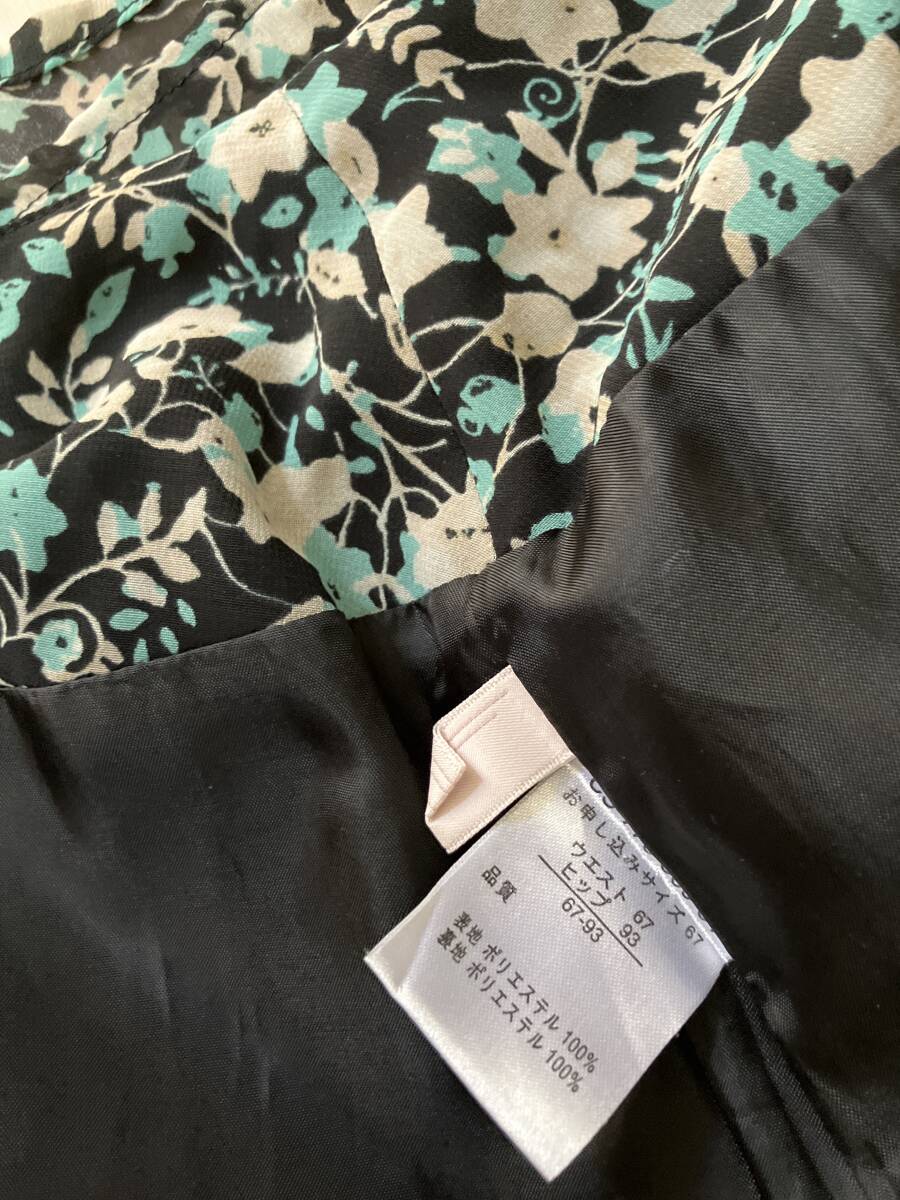 お申し込みサイズ 67
ウエスト 67
ヒップ 93
67-93
品質
表地 ポリエステル 100%
裏地 ポリエステル 100%